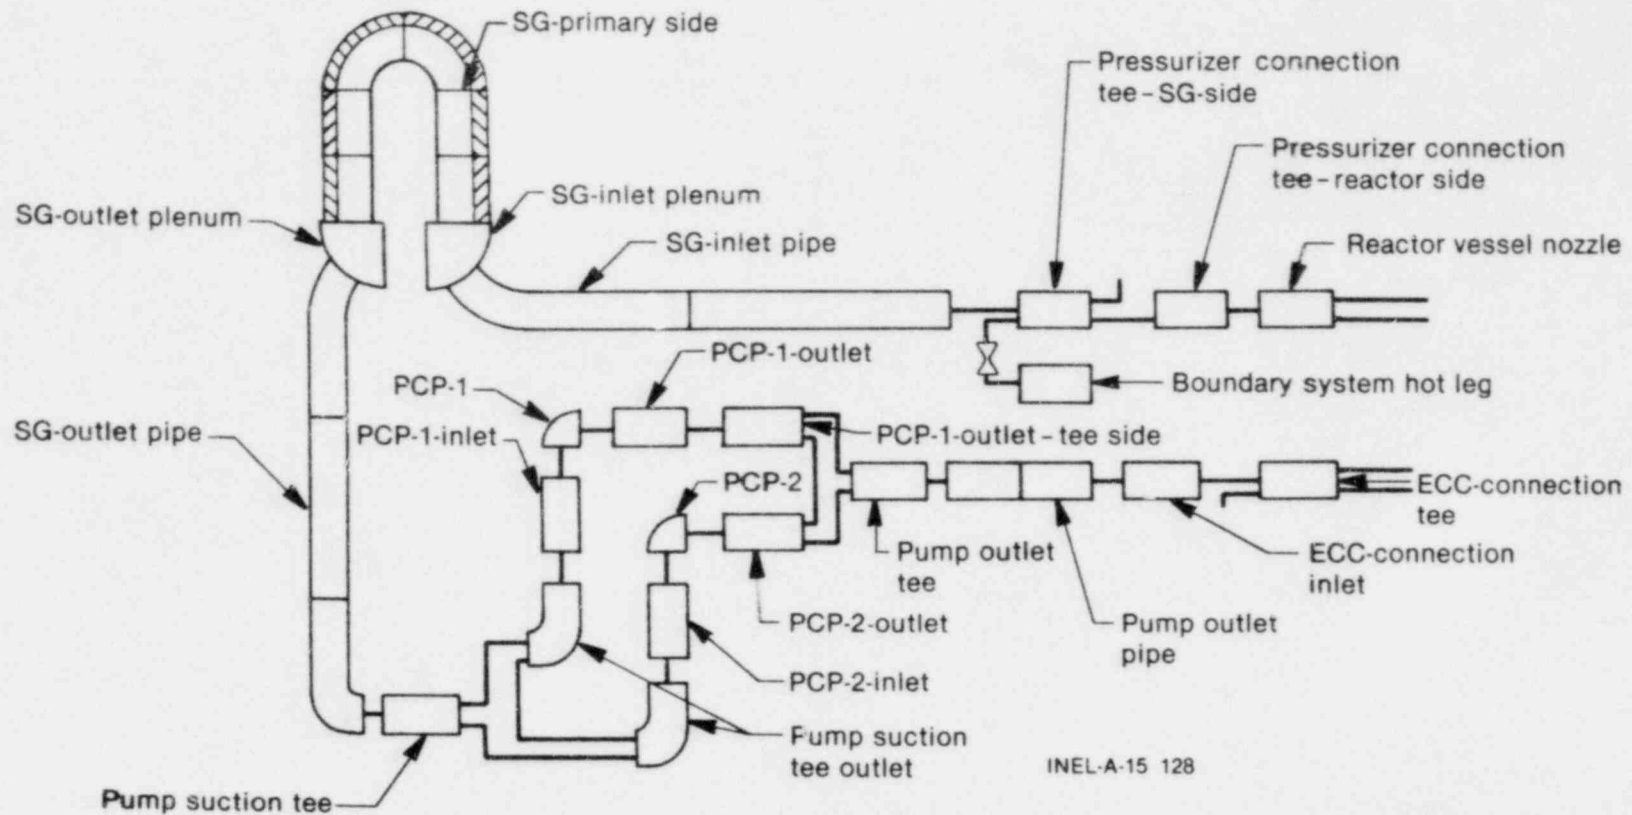 SG-primary side
Pressurizer connection
tee-SG-side
Pressurizer connection
tee-reactor side
SG-inlet plenum
SG-outlet plenum
SG-inlet pipe
Reactor vessel nozzle
PCP-1-outlet
PCP-1
Boundary system hot leg
SG-outlet pipe
PCP-1-inlet
PCP-1-outlet-tee side
PCP-2
ECC-connection
tee
Pump outlet
tee
ECC-connection
inlet
PCP-2-outlet
Pump outlet
pipe
PCP-2-inlet
Pump suction
tee outlet
INEL-A-15 128
Pump suction tee